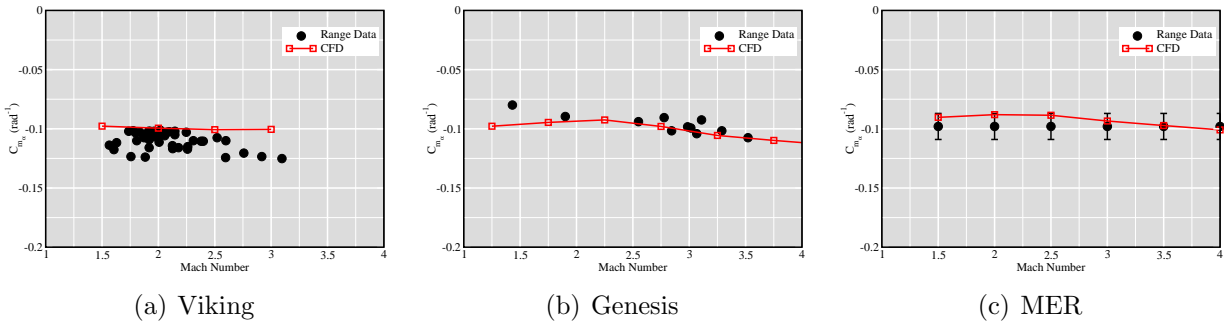 0
-0.05
-0.1
-0.15
-0.2
C_mα (rad^-1)
1 1.5 2 2.5 3 3.5 4
Mach Number
Range Data
CFD
(a) Viking
0
-0.05
-0.1
-0.15
-0.2
C_mα (rad^-1)
1 1.5 2 2.5 3 3.5 4
Mach Number
Range Data
CFD
(b) Genesis
0
-0.05
-0.1
-0.15
-0.2
C_mα (rad^-1)
1 1.5 2 2.5 3 3.5 4
Mach Number
Range Data
CFD
(c) MER